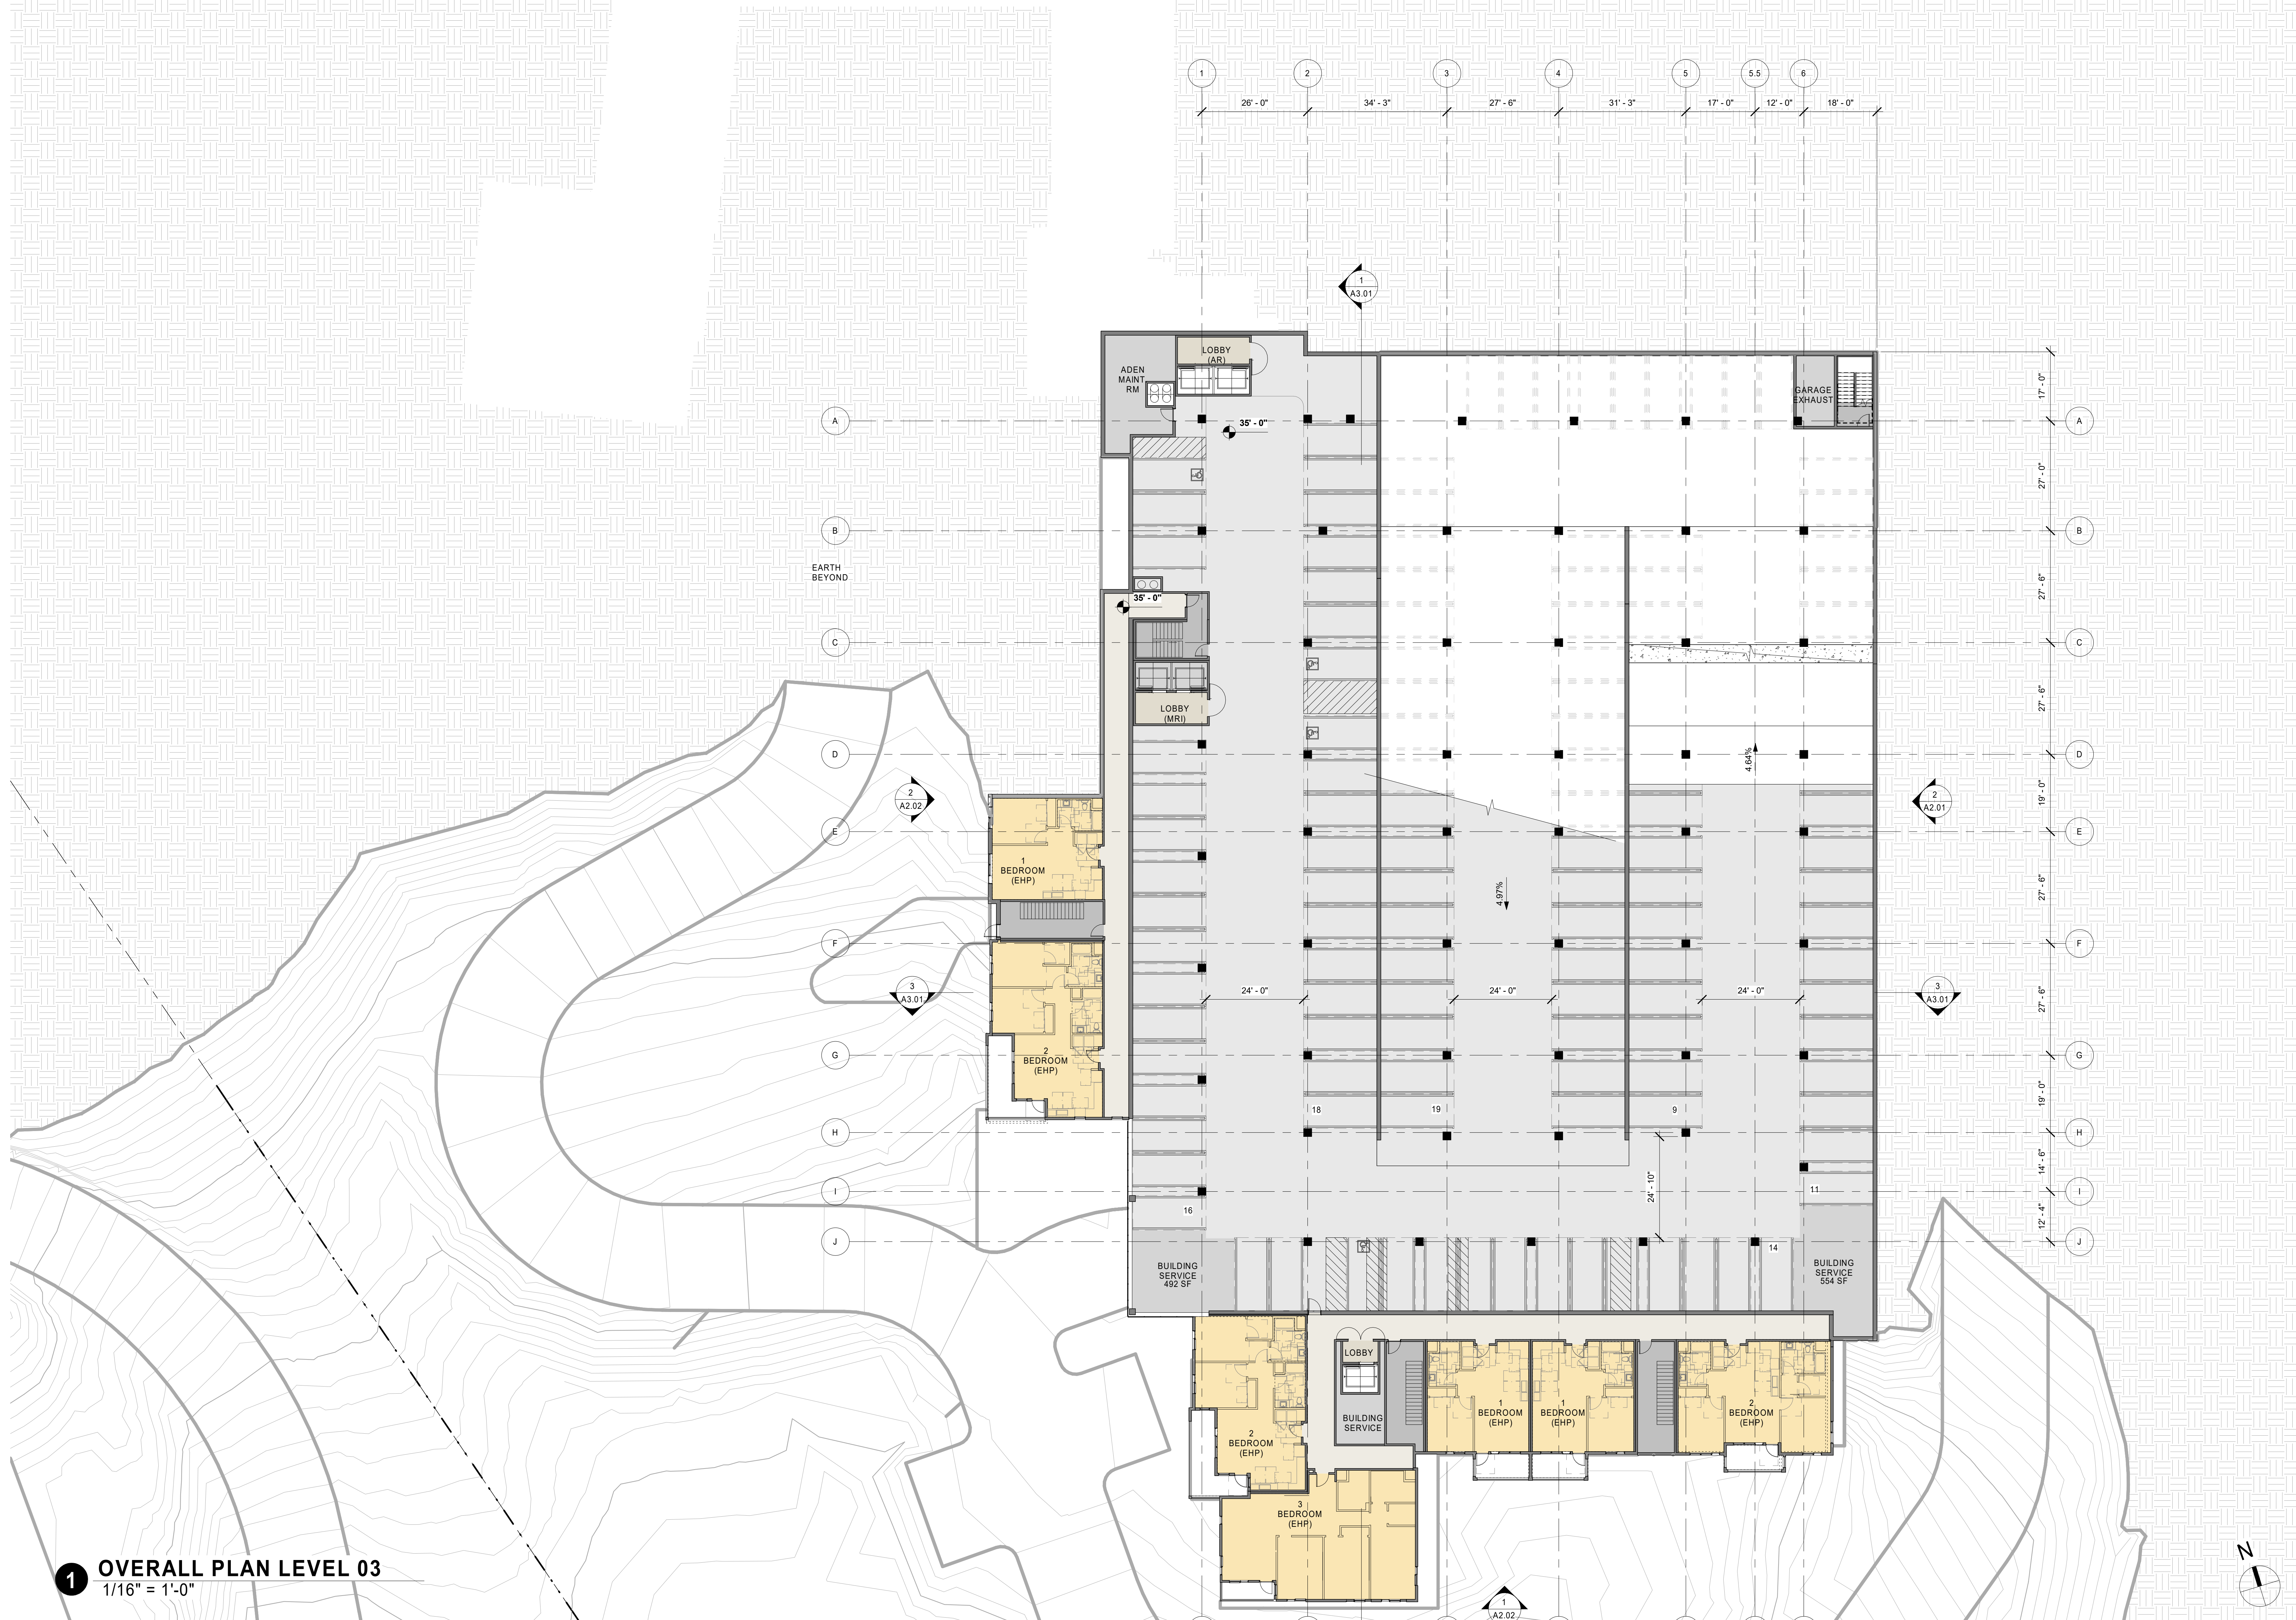 1
2
3
4
5
5.5
6
26' - 0"
34' - 3"
27' - 6"
31' - 3"
17' - 0"
12' - 0"
18' - 0"
1
A3.01
LOBBY
(AR)
ADEN
MAINT
RM
GARAGE
EXHAUST
17' - 0"
A
35' - 0"
A
27' - 0"
B
B
EARTH
BEYOND
27' - 6"
35' - 0"
C
C
27' - 6"
LOBBY
(MRI)
D
4.64%
D
2
A2.02
2
A2.01
19' - 0"
E
E
1
BEDROOM
(EHP)
4.97%
27' - 6"
F
F
3
A3.01
24' - 0"
24' - 0"
24' - 0"
3
A3.01
27' - 6"
G
2
BEDROOM
(EHP)
G
18
19
9
19' - 0"
H
H
14' - 6"
24' - 10"
I
11
I
16
12' - 4"
J
14
J
BUILDING
SERVICE
492 SF
BUILDING
SERVICE
554 SF
LOBBY
2
BEDROOM
(EHP)
BUILDING
SERVICE
1
BEDROOM
(EHP)
1
BEDROOM
(EHP)
2
BEDROOM
(EHP)
3
BEDROOM
(EHP)
1
OVERALL PLAN LEVEL 03
1/16" = 1'-0"
1
A2.02
N